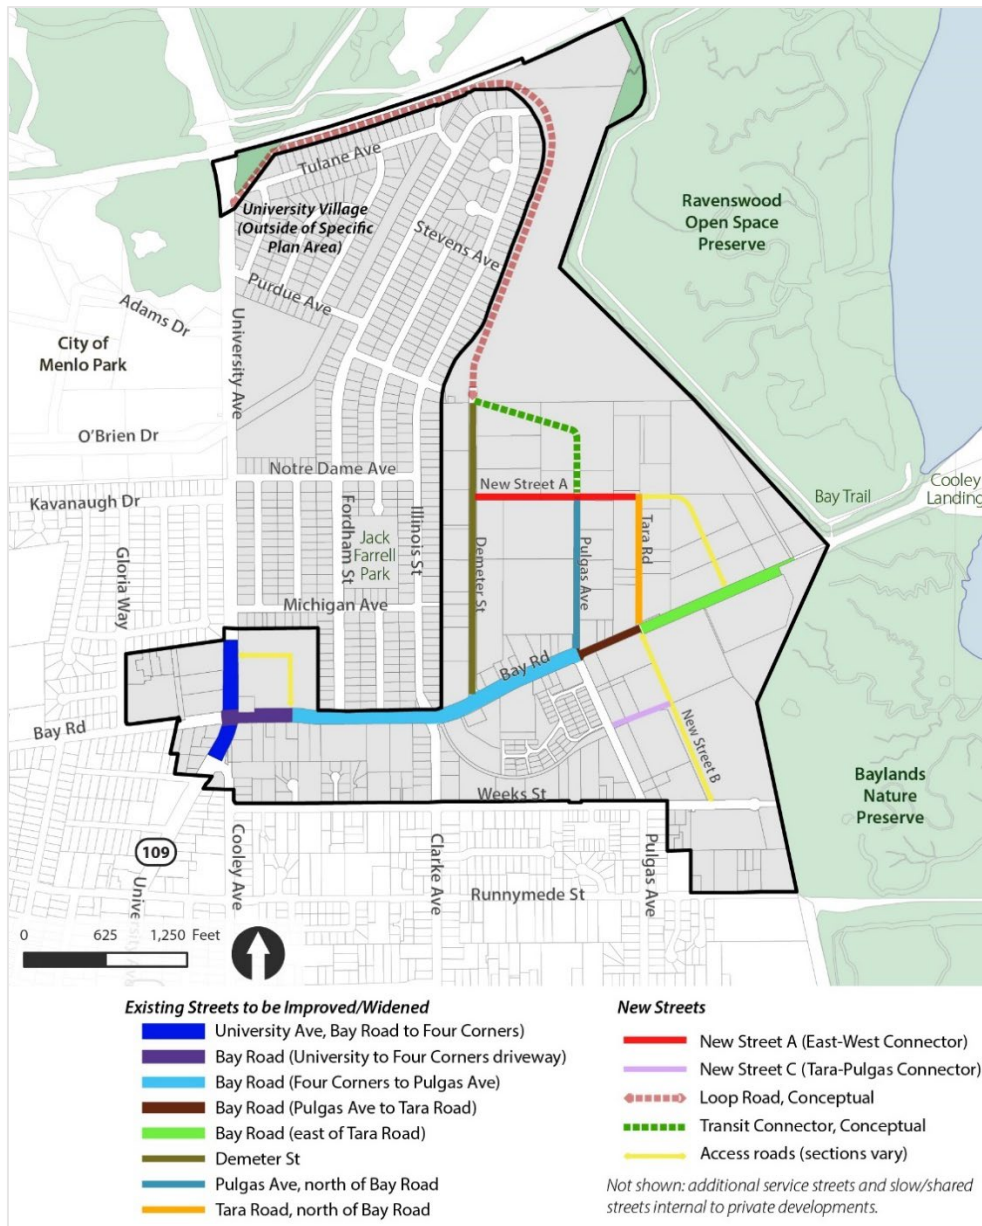 Tulane Ave
University Village
(Outside of Specific
Plan Area)
Stevens Ave
Purdue Ave
Ravenswood
Open Space
Preserve
Adams Dr
University Ave
City of
Menlo Park
O'Brien Dr
Notre Dame Ave
Kavanaugh Dr
New Street A
Bay Trail
Cooley
Landing
Fordham St
Jack
Farrell
Park
Illinois St
Demeter St
Pulgas Ave
Tara Rd
Gloria Way
Michigan Ave
Bay Rd
Bay Rd
New Street B
Weeks St
Baylands
Nature
Preserve
109
Cooley Ave
Clarke Ave
Pulgas Ave
Runnymede St
University Ave
0 625 1,250 Feet
Existing Streets to be Improved/Widened
University Ave, Bay Road to Four Corners)
Bay Road (University to Four Corners driveway)
Bay Road (Four Corners to Pulgas Ave)
Bay Road (Pulgas Ave to Tara Road)
Bay Road (east of Tara Road)
Demeter St
Pulgas Ave, north of Bay Road
Tara Road, north of Bay Road
New Streets
New Street A (East-West Connector)
New Street C (Tara-Pulgas Connector)
Loop Road, Conceptual
Transit Connector, Conceptual
Access roads (sections vary)
Not shown: additional service streets and slow/shared
streets internal to private developments.